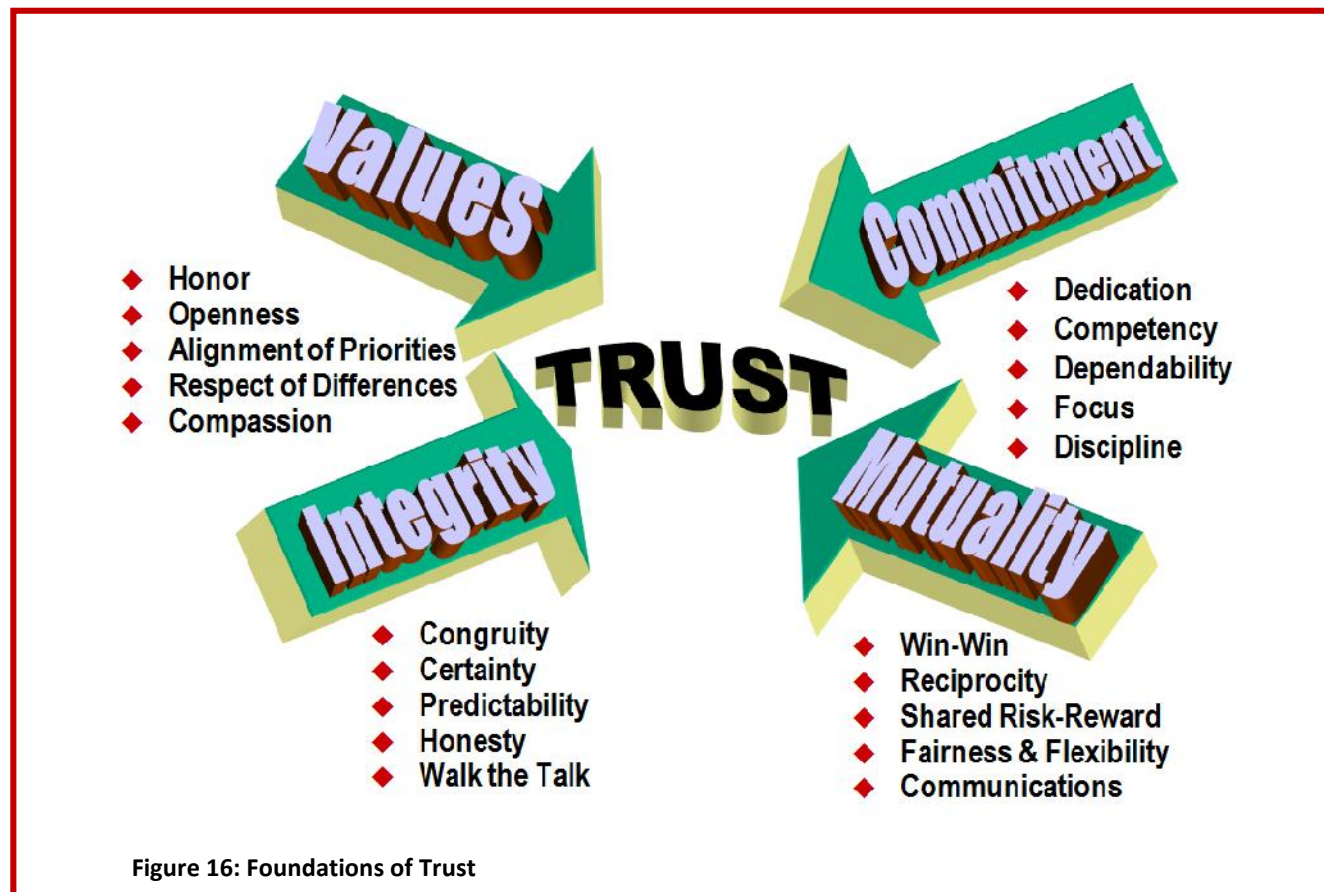 Values
Honor
Openness
Alignment of Priorities
Respect of Differences
Compassion
Commitment
Dedication
Competency
Dependability
Focus
Discipline
TRUST
Integrity
Congruity
Certainty
Predictability
Honesty
Walk the Talk
Mutuality
Win-Win
Reciprocity
Shared Risk-Reward
Fairness & Flexibility
Communications
Figure 16: Foundations of Trust